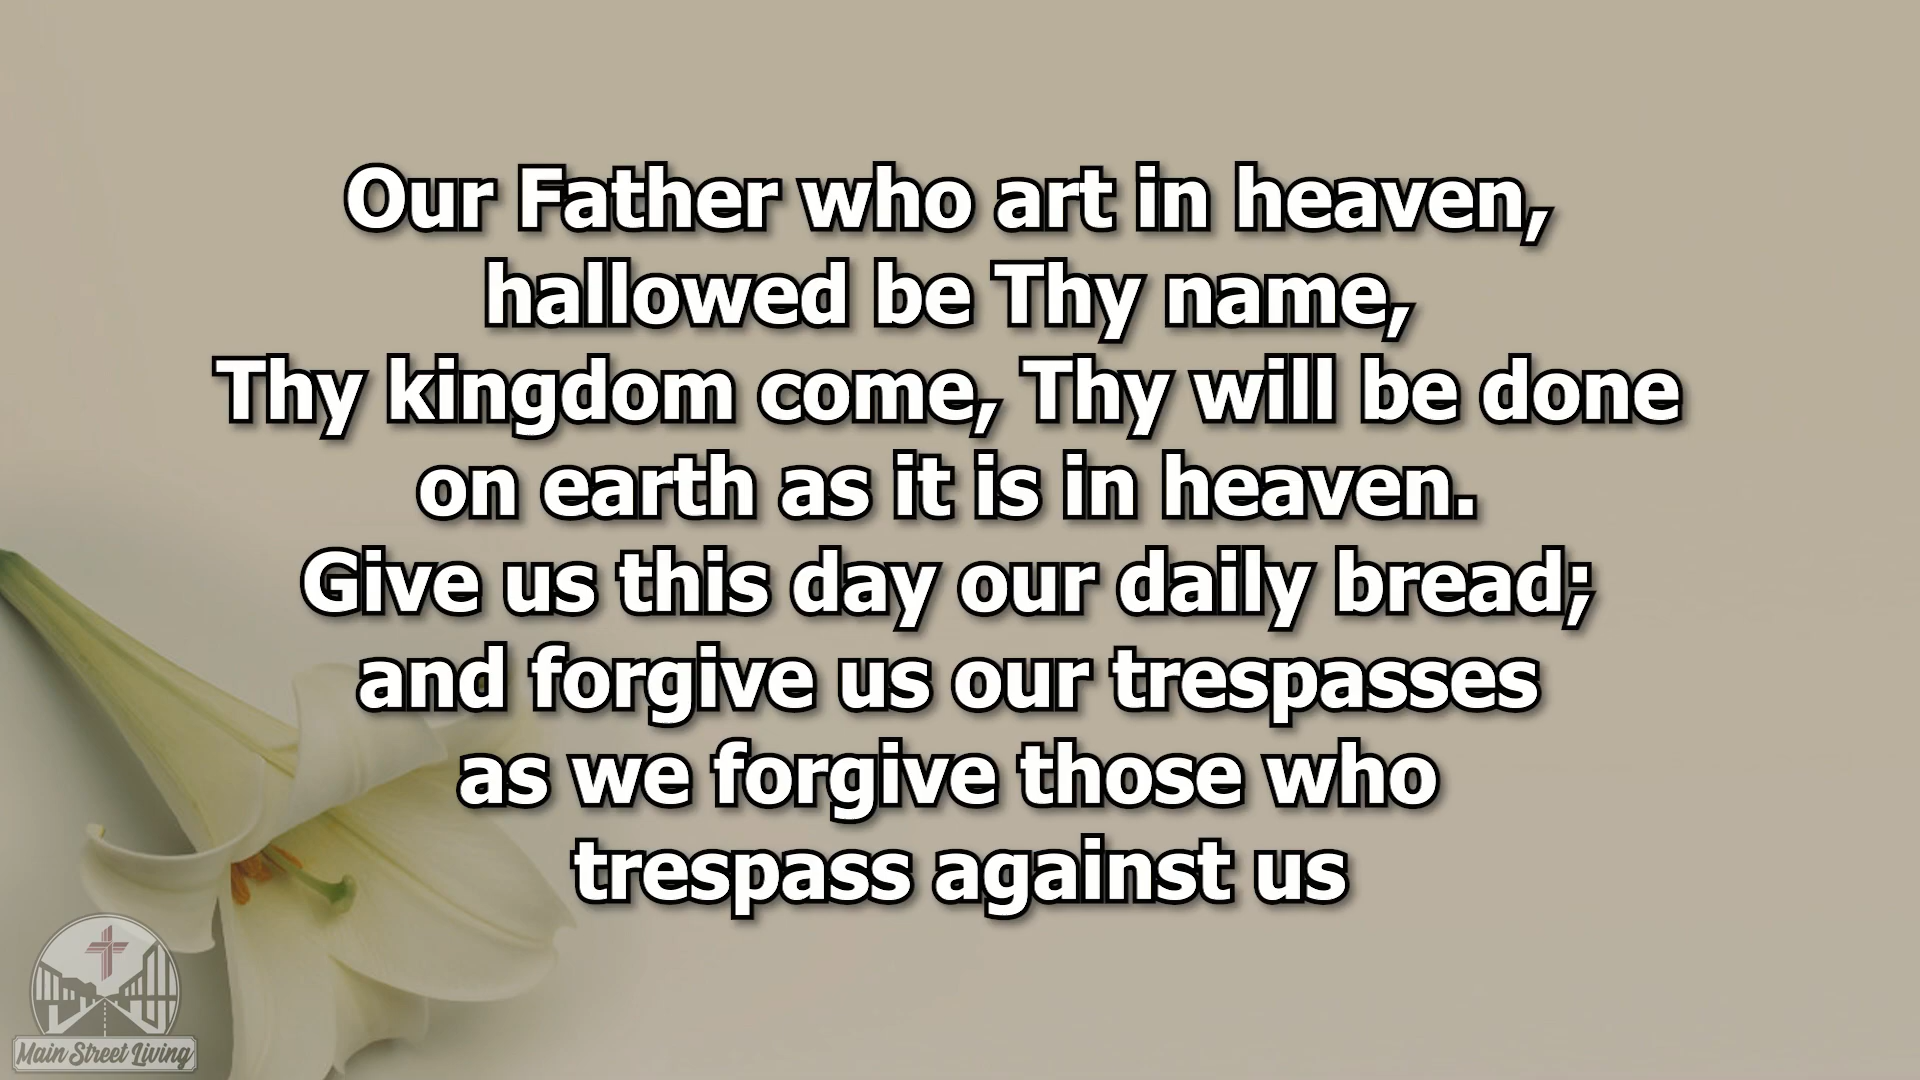 Our Father who art in heaven,
hallowed be Thy name,
Thy kingdom come, Thy will be done
on earth as it is in heaven.
Give us this day our daily bread;
and forgive us our trespasses
as we forgive those who
trespass against us
Main Street Living